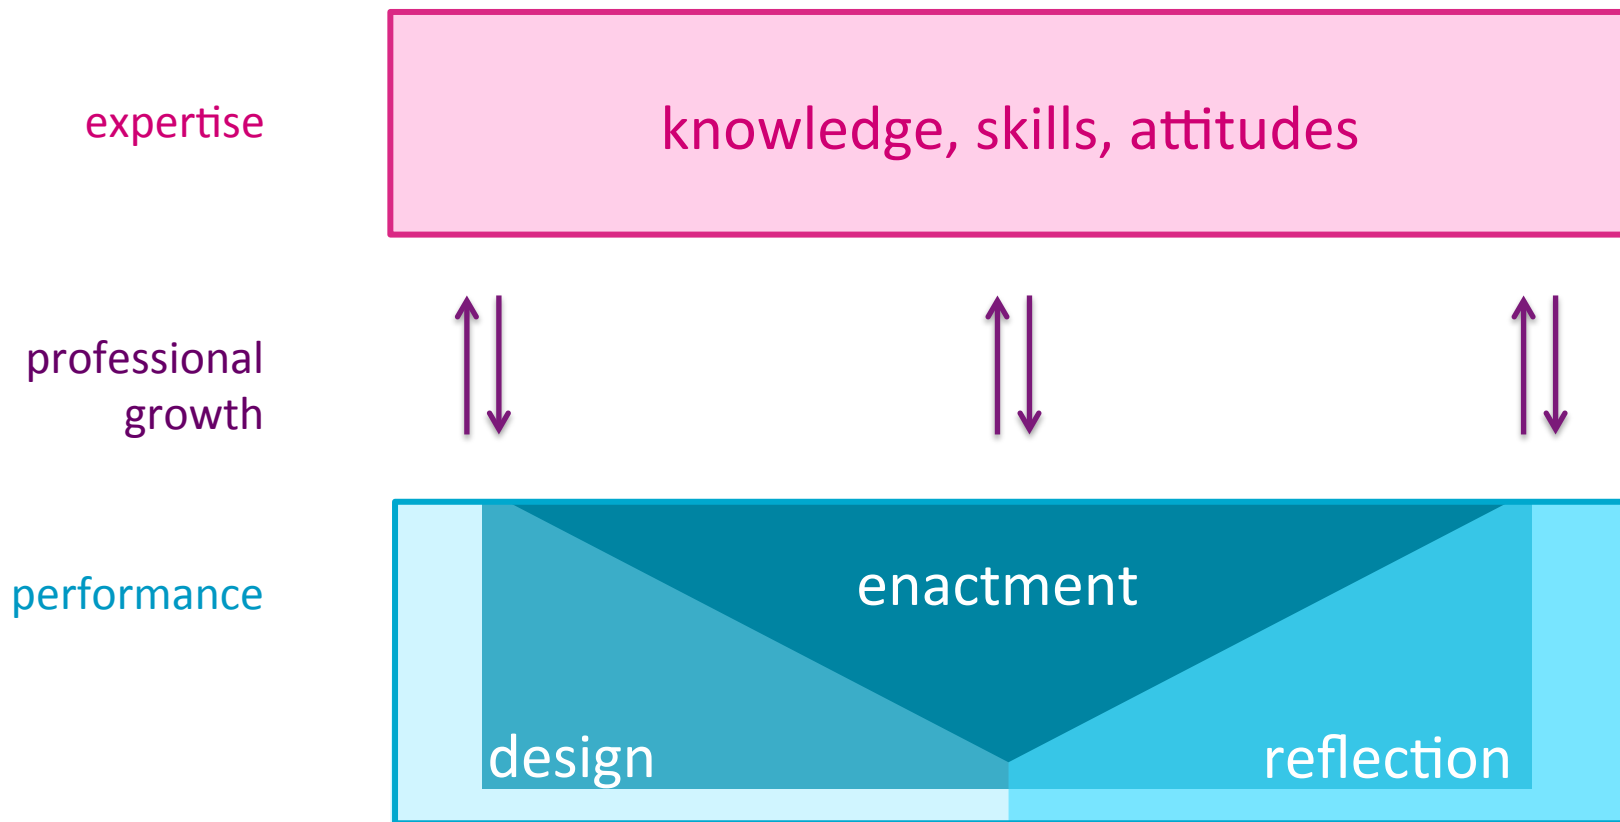 expertise
knowledge, skills, attitudes
professional
growth
performance
enactment
design
reflection